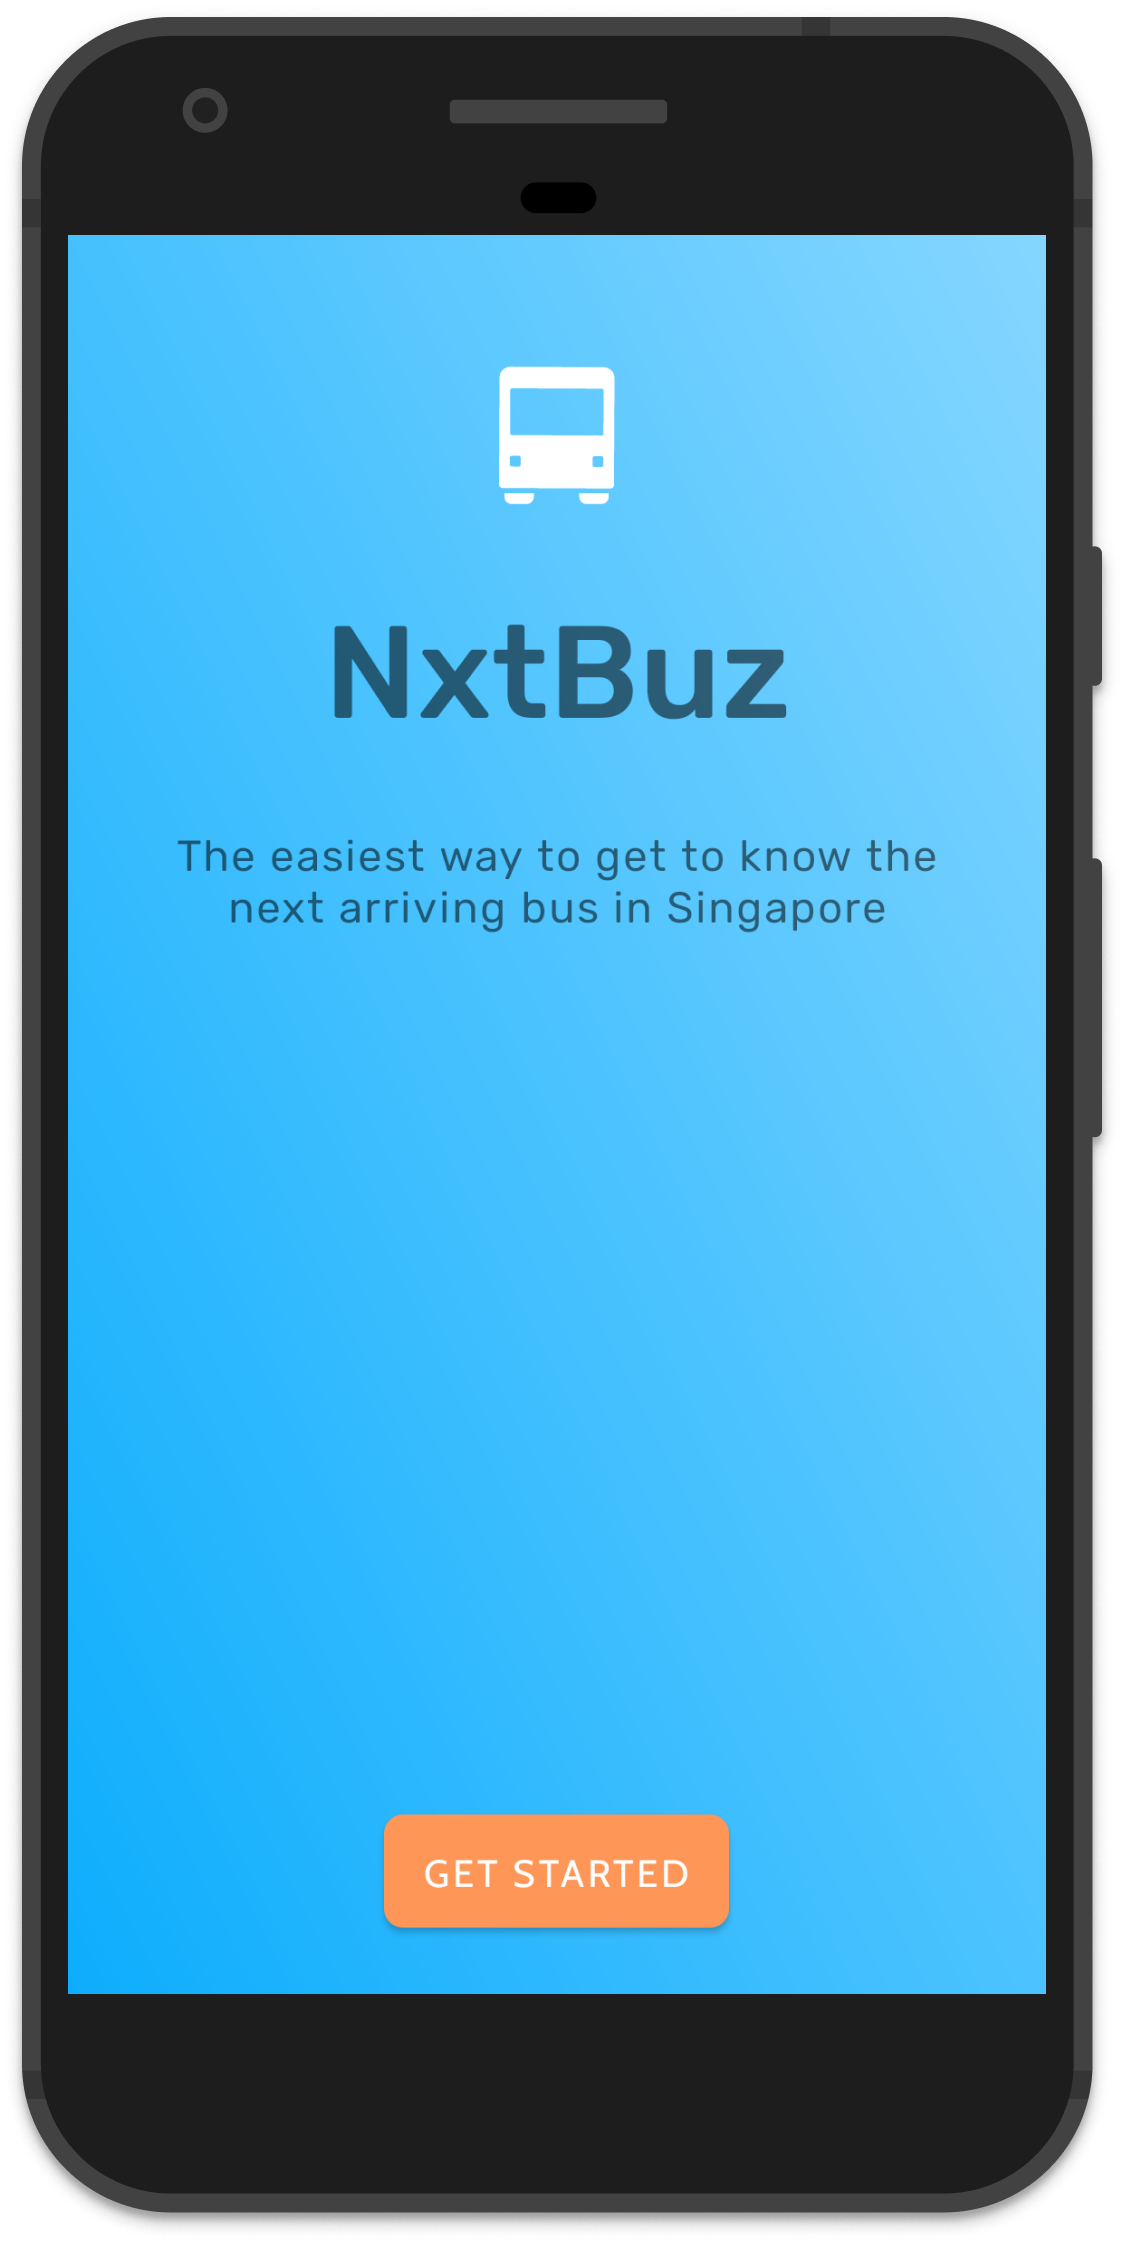 NxtBuz
The easiest way to get to know the
next arriving bus in Singapore
GET STARTED